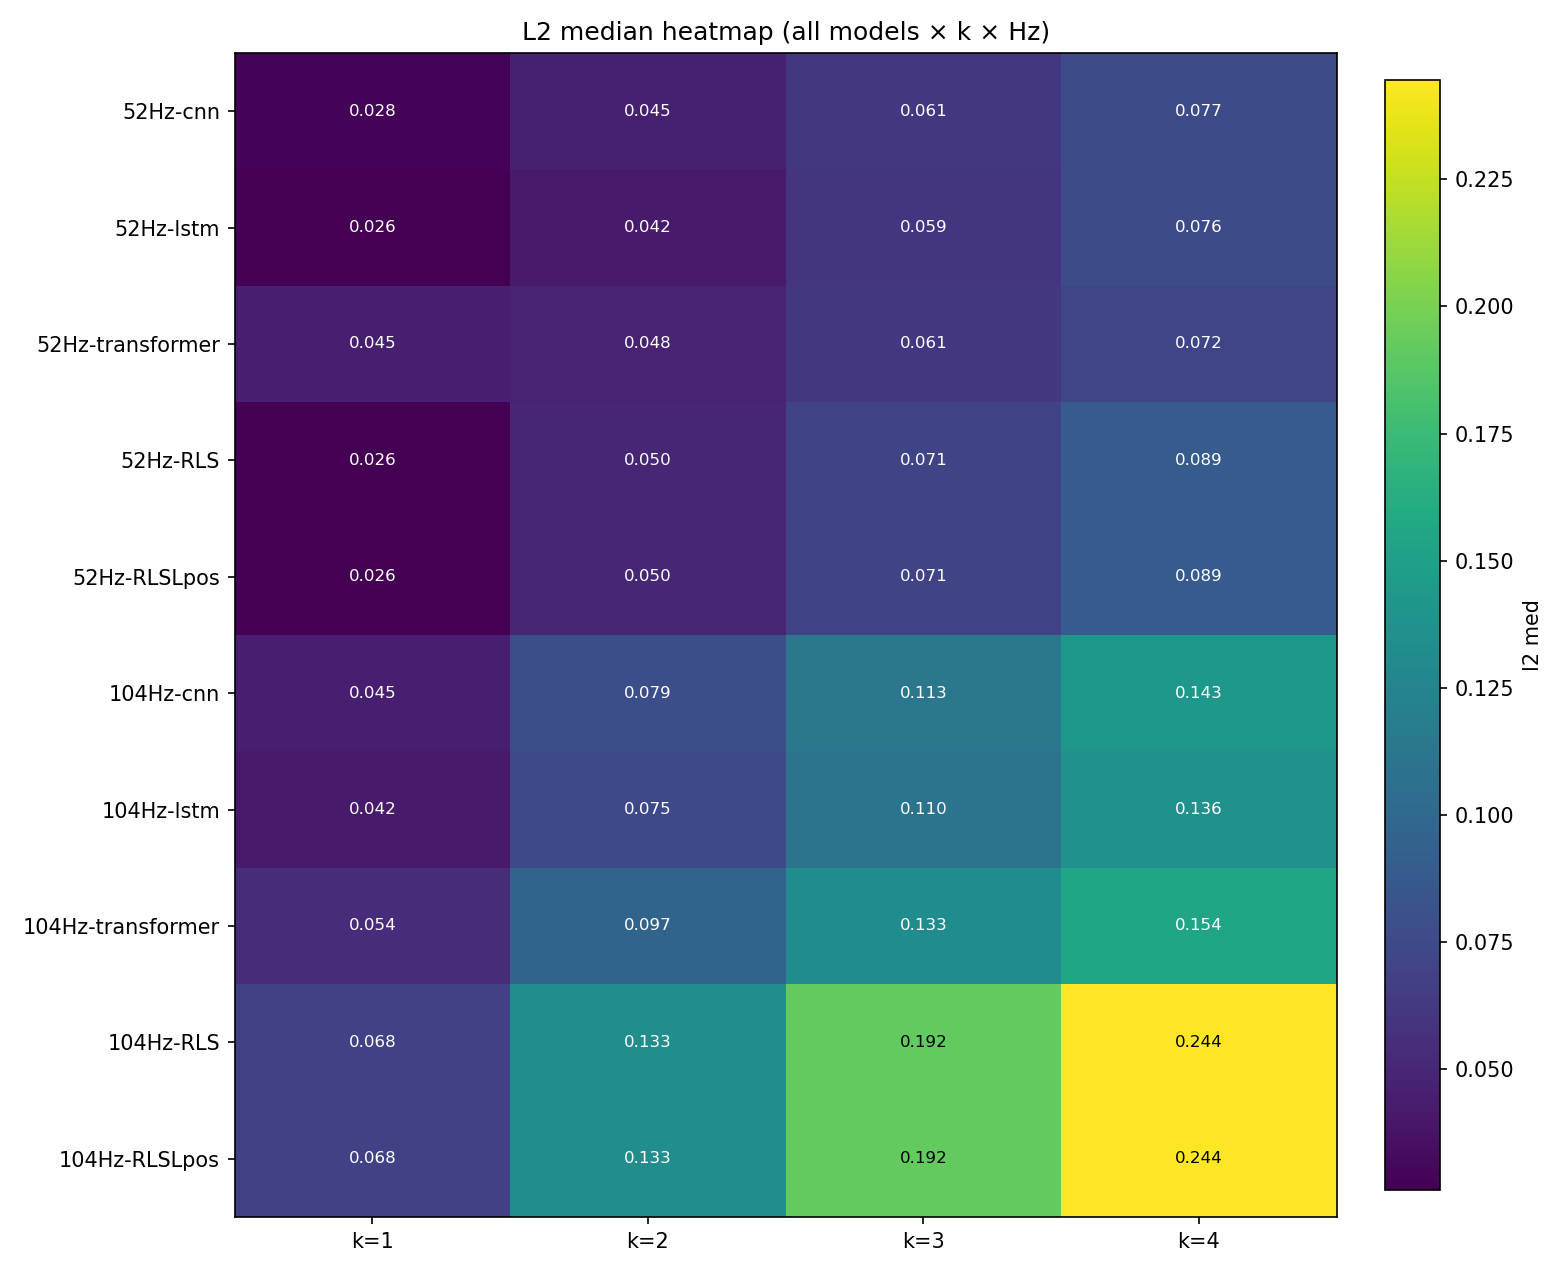 L2 median heatmap (all models × k × Hz)
52Hz-cnn 0.028 0.045 0.061 0.077
52Hz-lstm 0.026 0.042 0.059 0.076
52Hz-transformer 0.045 0.048 0.061 0.072
52Hz-RLS 0.026 0.050 0.071 0.089
52Hz-RLSLpos 0.026 0.050 0.071 0.089
104Hz-cnn 0.045 0.079 0.113 0.143
104Hz-lstm 0.042 0.075 0.110 0.136
104Hz-transformer 0.054 0.097 0.133 0.154
104Hz-RLS 0.068 0.133 0.192 0.244
104Hz-RLSLpos 0.068 0.133 0.192 0.244
k=1 k=2 k=3 k=4
0.225
0.200
0.175
0.150
0.125
0.100
0.075
0.050
l2 med